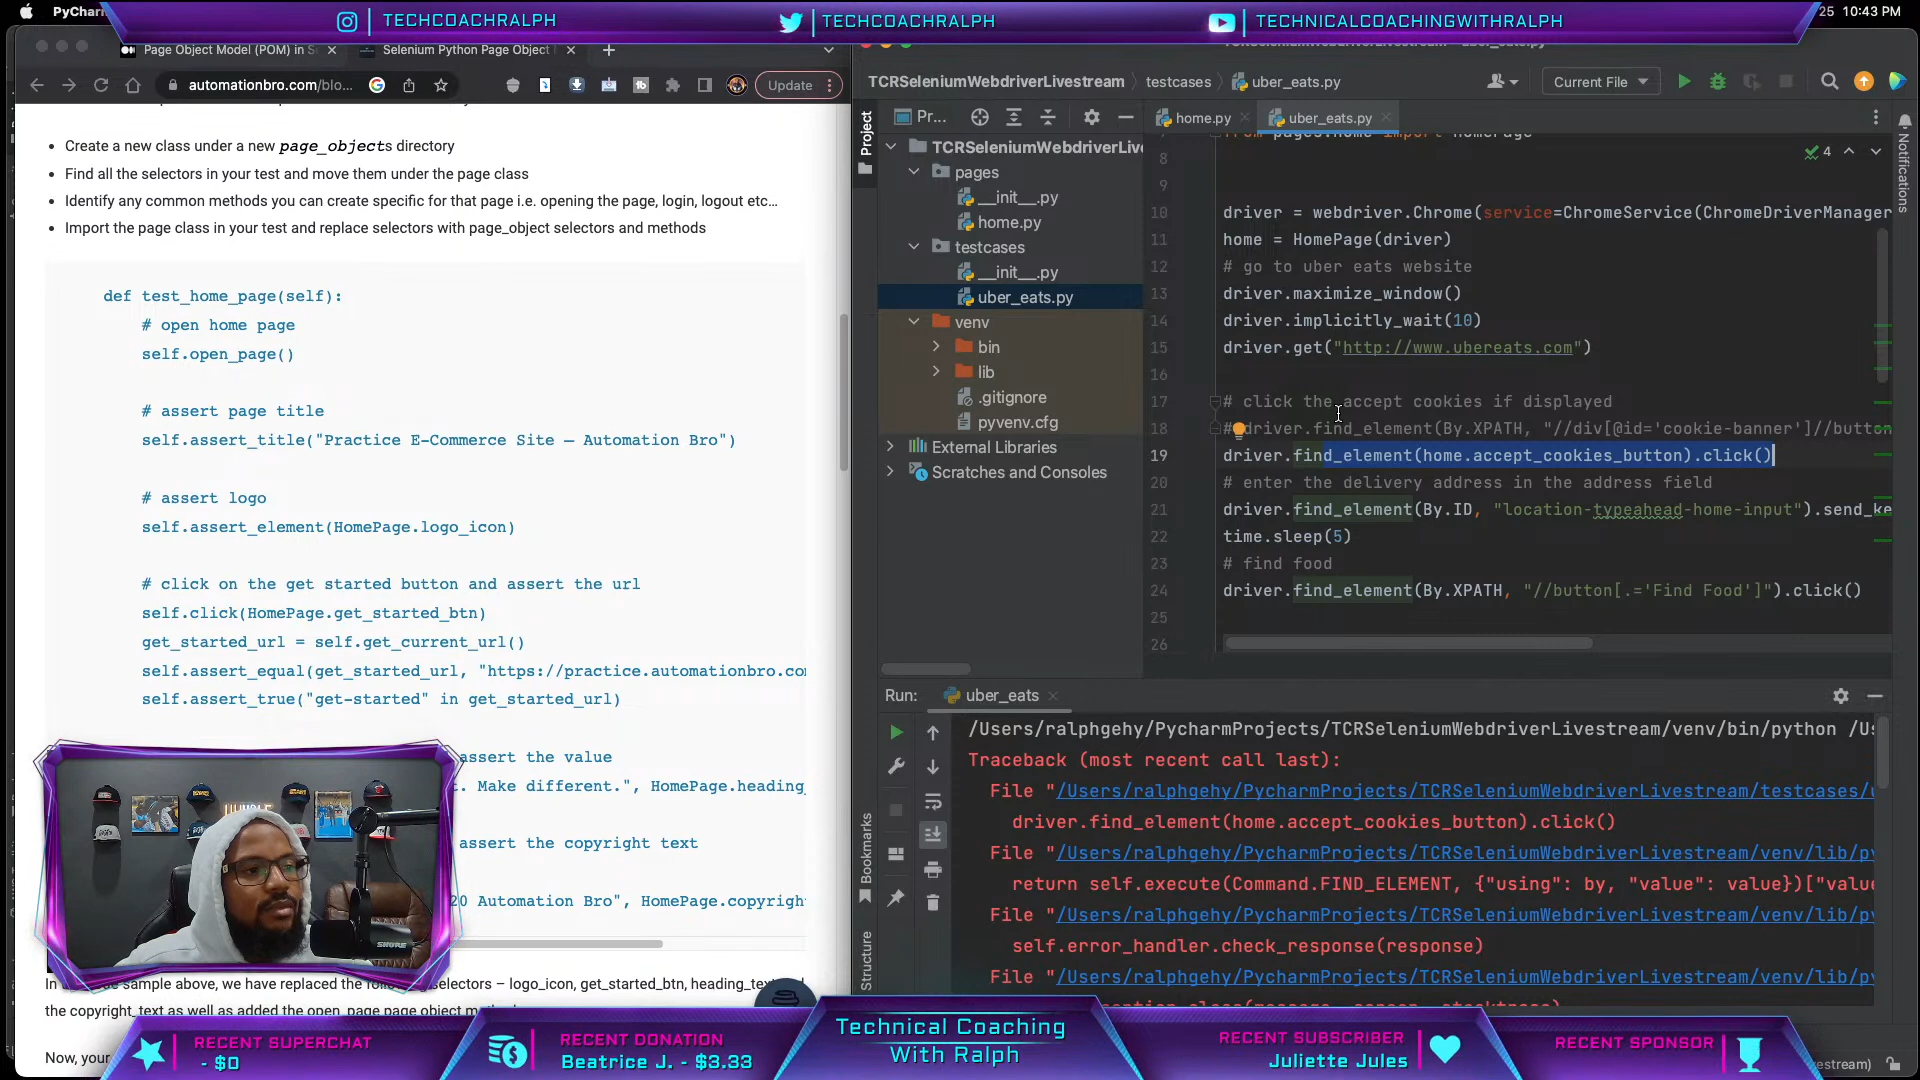 PyChar
TECHCOACHRALPH
TECHCOACHRALPH
TECHNICALCOACHINGWITHRALPH
25 10:43 PM
Page Object Model (POM) in S
Selenium Python Page Object
automationbro.com/blo...
Update
Create a new class under a new page_objects directory
Find all the selectors in your test and move them under the page class
Identify any common methods you can create specific for that page i.e. opening the page, login, logout etc...
Import the page class in your test and replace selectors with page_object selectors and methods
def test_home_page(self):
# open home page
self.open_page()
# assert page title
self.assert_title("Practice E-Commerce Site – Automation Bro")
# assert logo
self.assert_element(HomePage.logo_icon)
# click on the get started button and assert the url
self.click(HomePage.get_started_btn)
get_started_url = self.get_current_url()
self.assert_equal(get_started_url, "https://practice.automationbro.co
self.assert_true("get-started" in get_started_url)
assert the value
. Make different.", HomePage.heading_
assert the copyright text
20 Automation Bro", HomePage.copyright
sample above, we have replaced the selectors – logo_icon, get_started_btn, heading_tex
the copyright_text as well as added the open_page page object
Now, your
TCRSeleniumWebdriverLivestream
testcases
uber_eats.py
Current File
Project
Pr...
home.py
uber_eats.py
Notifications
TCRSeleniumWebdriverLiv
pages
__init__.py
home.py
testcases
__init__.py
uber_eats.py
venv
bin
lib
.gitignore
pyvenv.cfg
External Libraries
Scratches and Consoles
from pages.home import HomePage
4
8
9
10 driver = webdriver.Chrome(service=ChromeService(ChromeDriverManager
11 home = HomePage(driver)
12 # go to uber eats website
13 driver.maximize_window()
14 driver.implicitly_wait(10)
15 driver.get("http://www.ubereats.com")
16
17 # click the accept cookies if displayed
18 # driver.find_element(By.XPATH, "//div[@id='cookie-banner']//button
19 driver.find_element(home.accept_cookies_button).click()
20 # enter the delivery address in the address field
21 driver.find_element(By.ID, "location-typeahead-home-input").send_ke
22 time.sleep(5)
23 # find food
24 driver.find_element(By.XPATH, "//button[.='Find Food']").click()
25
26
Run:
uber_eats
/Users/ralphgehy/PycharmProjects/TCRSeleniumWebdriverLivestream/venv/bin/python /Us
Traceback (most recent call last):
File "/Users/ralphgehy/PycharmProjects/TCRSeleniumWebdriverLivestream/testcases/u
driver.find_element(home.accept_cookies_button).click()
File "/Users/ralphgehy/PycharmProjects/TCRSeleniumWebdriverLivestream/venv/lib/py
return self.execute(Command.FIND_ELEMENT, {"using": by, "value": value})["value
File "/Users/ralphgehy/PycharmProjects/TCRSeleniumWebdriverLivestream/venv/lib/py
self.error_handler.check_response(response)
File "/Users/ralphgehy/PycharmProjects/TCRSeleniumWebdriverLivestream/venv/lib/py
Bookmarks
Structure
SHURE
RECENT SUPERCHAT
- $0
RECENT DONATION
Beatrice J. - $3.33
Technical Coaching
With Ralph
RECENT SUBSCRIBER
Juliette Jules
RECENT SPONSOR
estream)